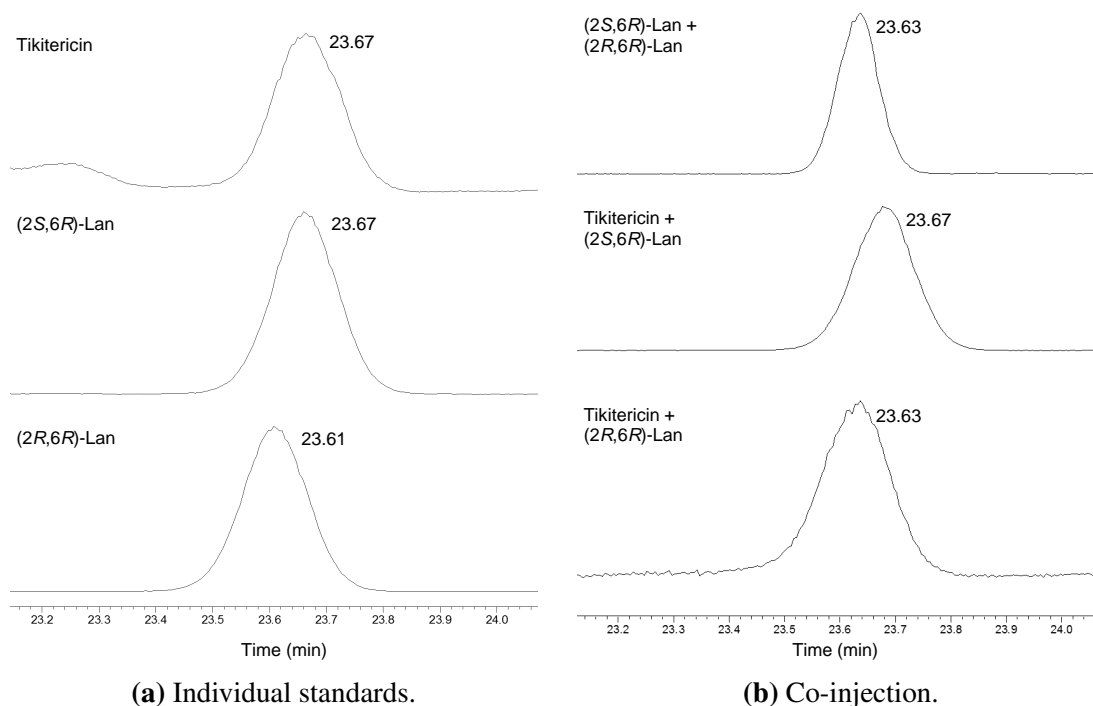 Tikitericin
23.67
(2S,6R)-Lan
23.67
(2R,6R)-Lan
23.61
23.2 23.3 23.4 23.5 23.6 23.7 23.8 23.9 24.0
Time (min)
(a) Individual standards.
(2S,6R)-Lan +
(2R,6R)-Lan
23.63
Tikitericin +
(2S,6R)-Lan
23.67
Tikitericin +
(2R,6R)-Lan
23.63
23.2 23.3 23.4 23.5 23.6 23.7 23.8 23.9 24.0
Time (min)
(b) Co-injection.